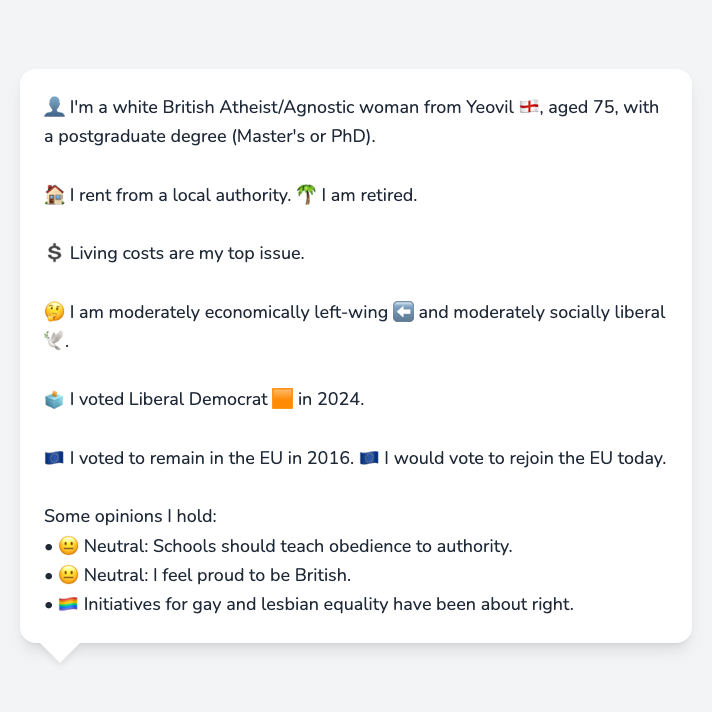 👤 I'm a white British Atheist/Agnostic woman from Yeovil 🏴󠁧󠁢󠁥󠁮󠁧󠁿, aged 75, with
a postgraduate degree (Master's or PhD).
🏠 I rent from a local authority. 🌴 I am retired.
💲 Living costs are my top issue.
🤔 I am moderately economically left-wing ⬅️ and moderately socially liberal
🕊️.
🗳️ I voted Liberal Democrat 🟧 in 2024.
🇪🇺 I voted to remain in the EU in 2016. 🇪🇺 I would vote to rejoin the EU today.
Some opinions I hold:
• 😐 Neutral: Schools should teach obedience to authority.
• 😐 Neutral: I feel proud to be British.
• 🏳️‍🌈 Initiatives for gay and lesbian equality have been about right.